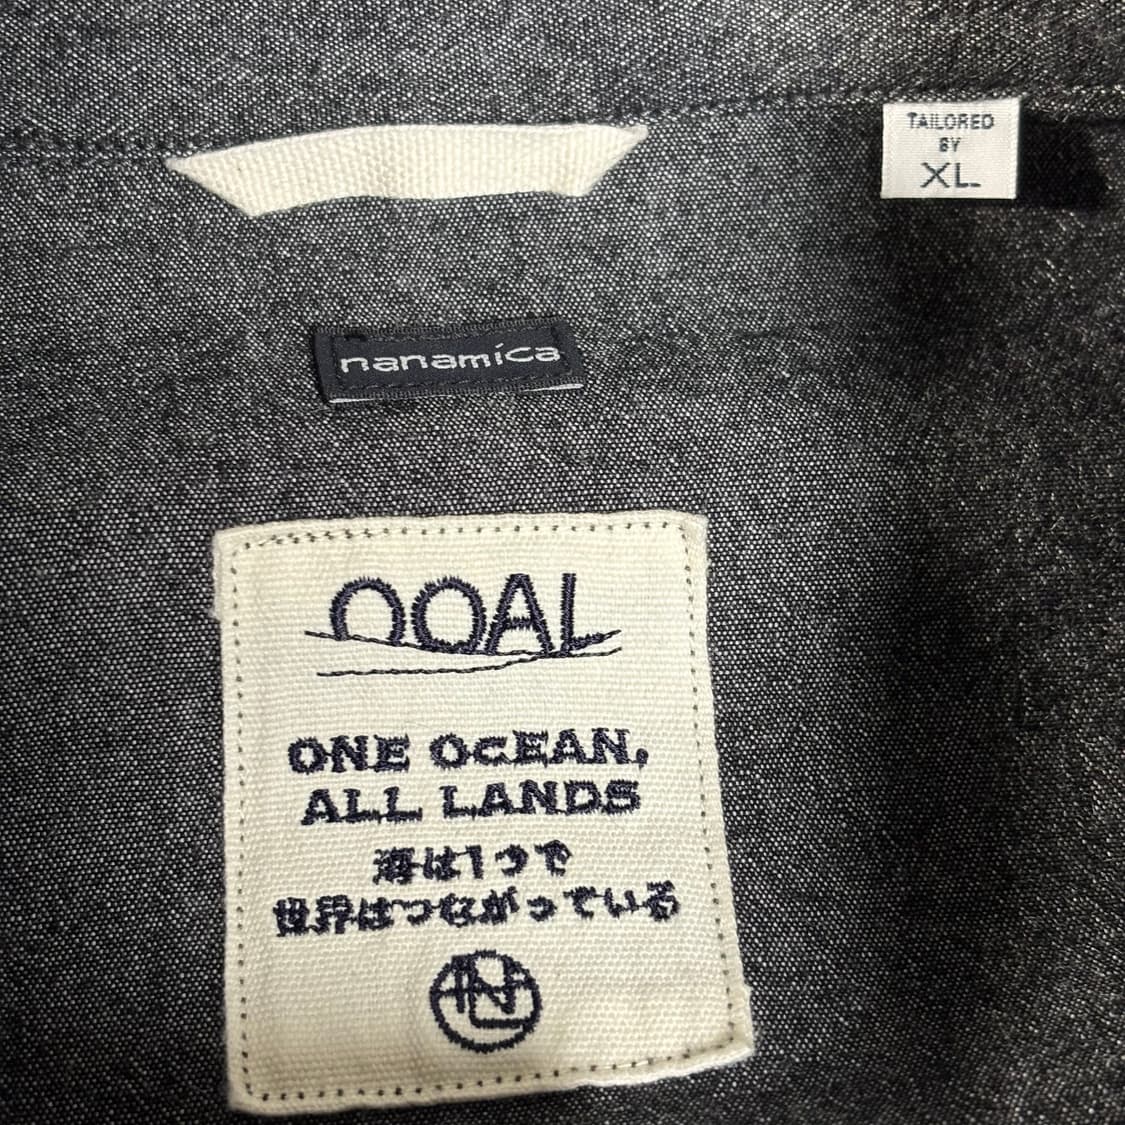 TAILORED
BY
XL
nanamica
OOAL
ONE OCEAN,
ALL LANDS
海は1つで
世界はつながっている